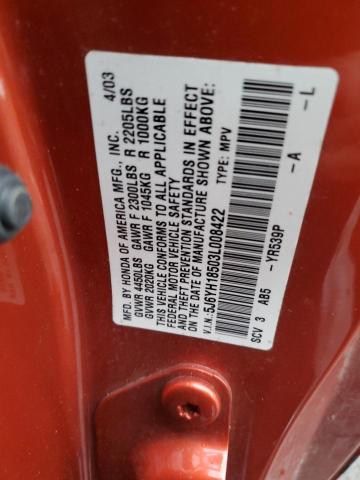 MFD. BY HONDA OF AMERICA MFG., INC. 4/03
GVWR 4450LBS GAWR F 2300LBS R 2205LBS
GVWR 2020KG GAWR F 1045KG R 1000KG
THIS VEHICLE CONFORMS TO ALL APPLICABLE
FEDERAL MOTOR VEHICLE SAFETY
AND THEFT PREVENTION STANDARDS IN EFFECT
ON THE DATE OF MANUFACTURE SHOWN ABOVE.
V.I.N.:5J6YH18503L008422 TYPE: MPV
SCV 3 AB5 -YR539P -A -L